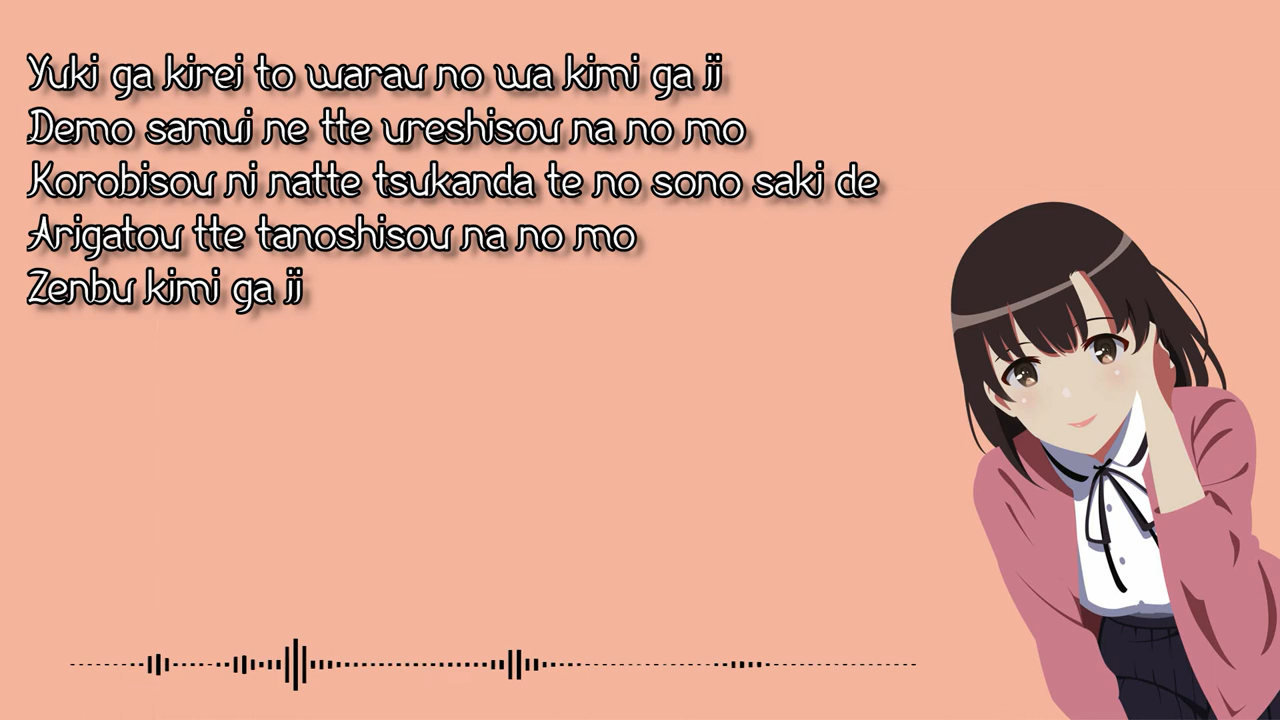 Yuki ga kirei to warau no wa kimi ga ii
Demo samui ne tte ureshisou na no mo
Korobisou ni natte tsukanda te no sono saki de
Arigatou tte tanoshisou na no mo
Zenbu kimi ga ii